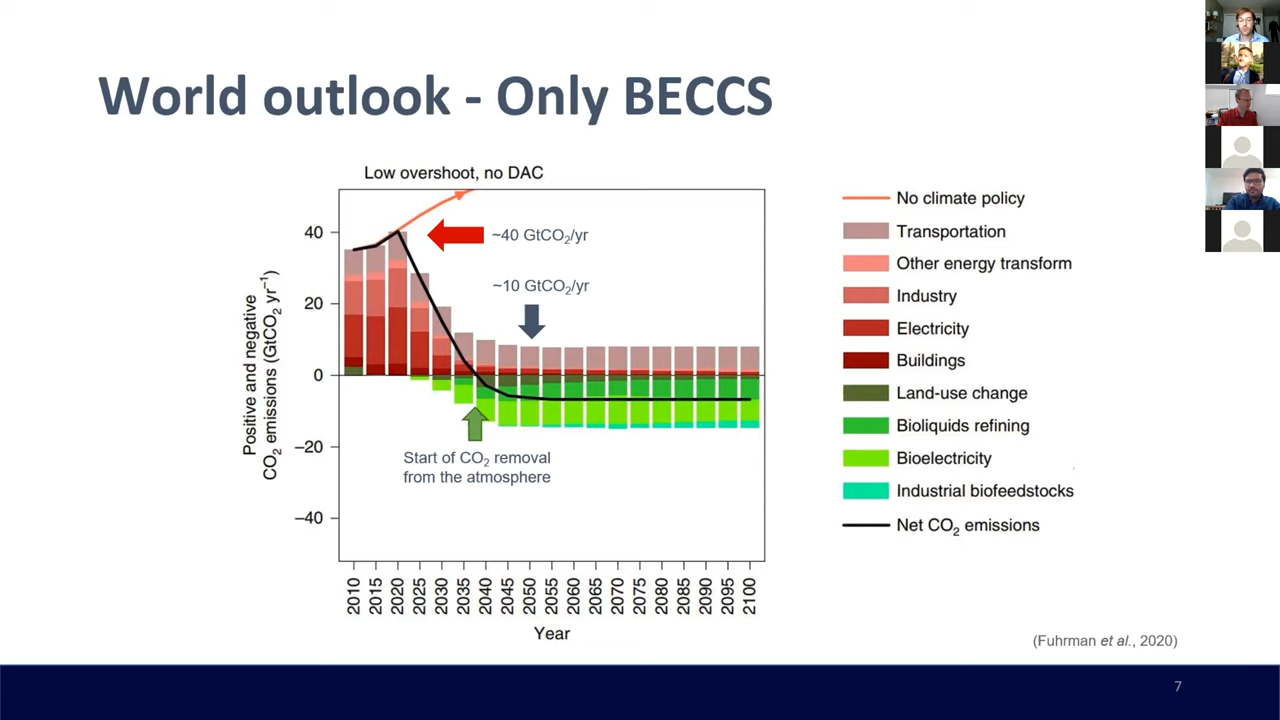 World outlook - Only BECCS
Low overshoot, no DAC
40
20
0
–20
–40
Positive and negative
CO2 emissions (GtCO2 yr−1)
~40 GtCO2/yr
~10 GtCO2/yr
Start of CO2 removal
from the atmosphere
2010
2015
2020
2025
2030
2035
2040
2045
2050
2055
2060
2065
2070
2075
2080
2085
2090
2095
2100
Year
No climate policy
Transportation
Other energy transform
Industry
Electricity
Buildings
Land-use change
Bioliquids refining
Bioelectricity
Industrial biofeedstocks
Net CO2 emissions
(Fuhrman et al., 2020)
7